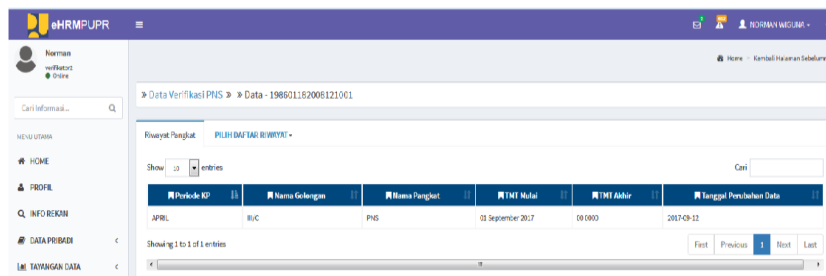 eHRMPUPR
NORMAN WIGUNA
Norman
verifikator2
Online
Home - Kembali Halaman Sebelumn
» Data Verifikasi PNS » » Data - 198601182008121001
Cari Informasi...
MENU UTAMA
HOME
PROFIL
INFO REKAN
DATA PRIBADI
TAYANGAN DATA
Riwayat Pangkat PILIH DAFTAR RIWAYAT
Show 10 entries Cari
Periode KP Nama Golongan Nama Pangkat TMT Mulai TMT Akhir Tanggal Perubahan Data
APRIL III/C PNS 01 September 2017 00 0000 2017-09-12
Showing 1 to 1 of 1 entries First Previous 1 Next Last